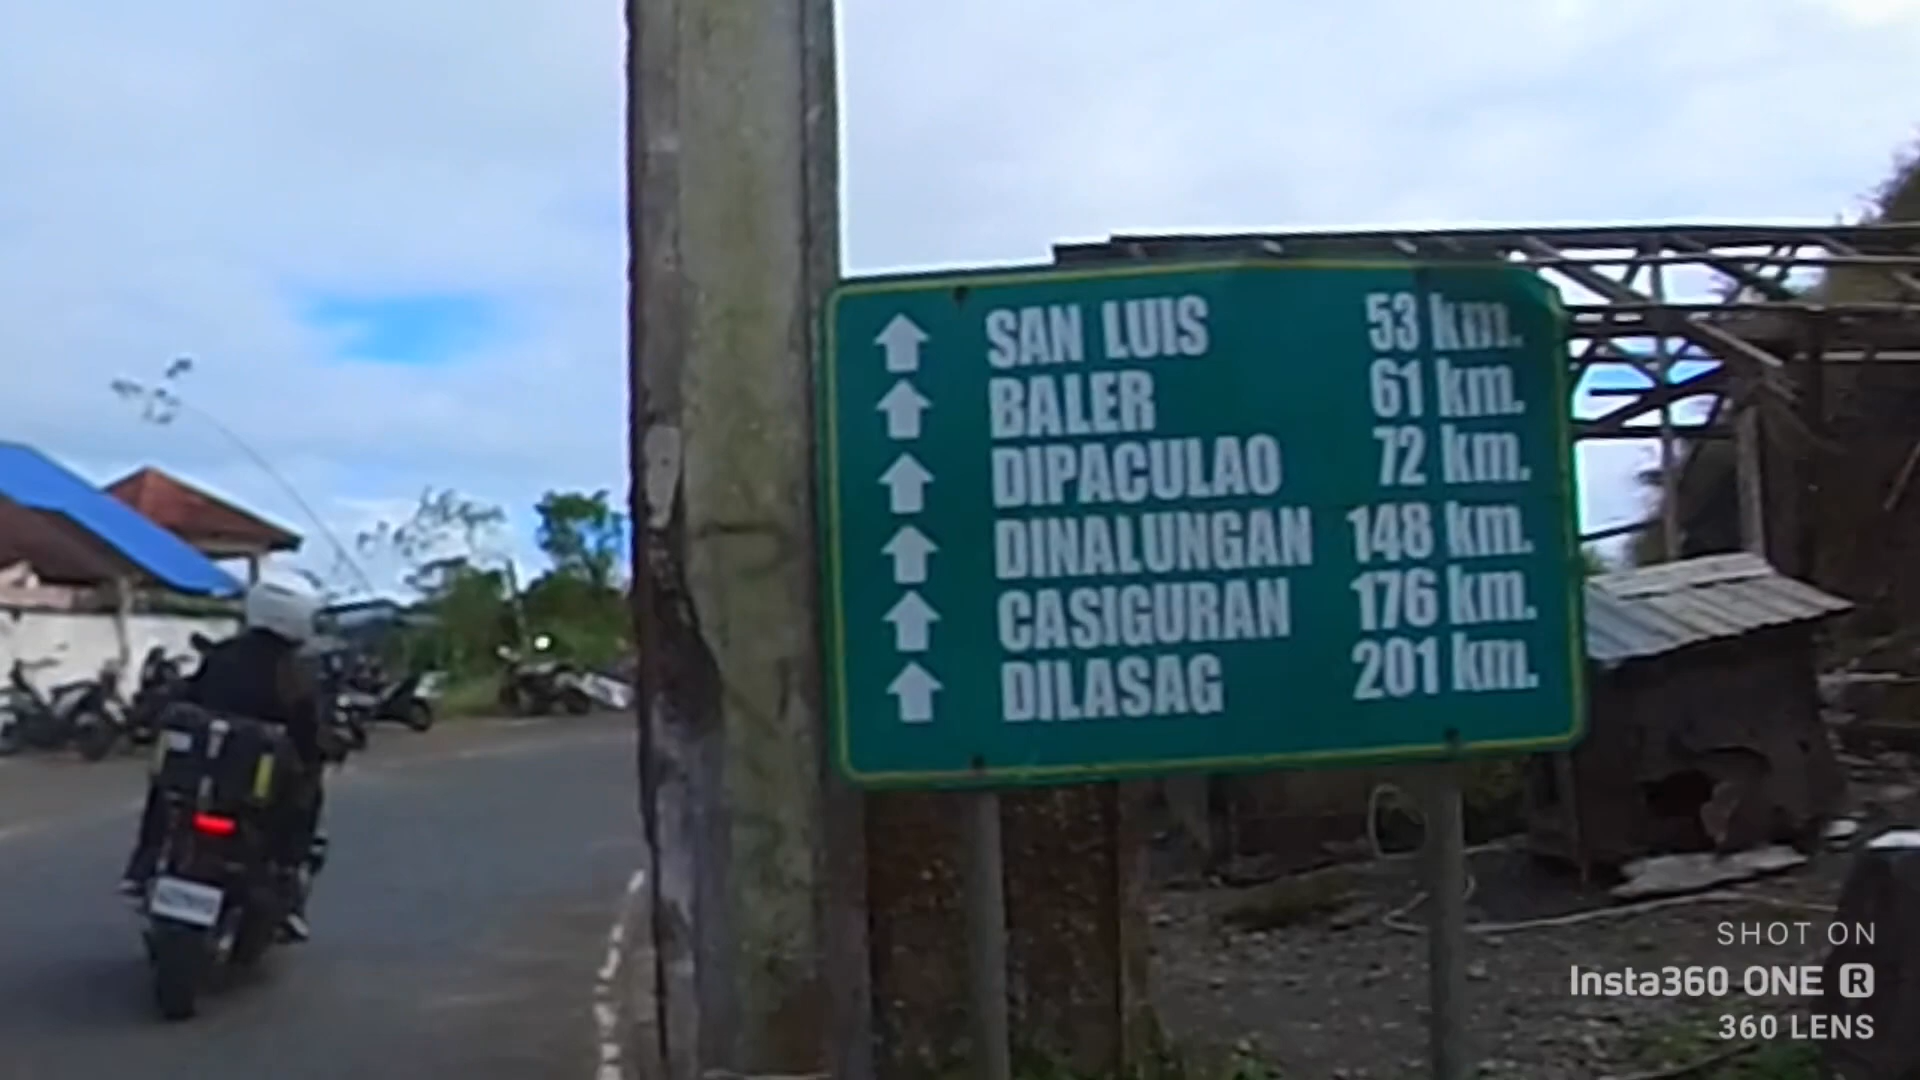 SAN LUIS 53 km.
BALER 61 km.
DIPACULAO 72 km.
DINALUNGAN 148 km.
CASIGURAN 176 km.
DILASAG 201 km.
SHOT ON
Insta360 ONE R
360 LENS